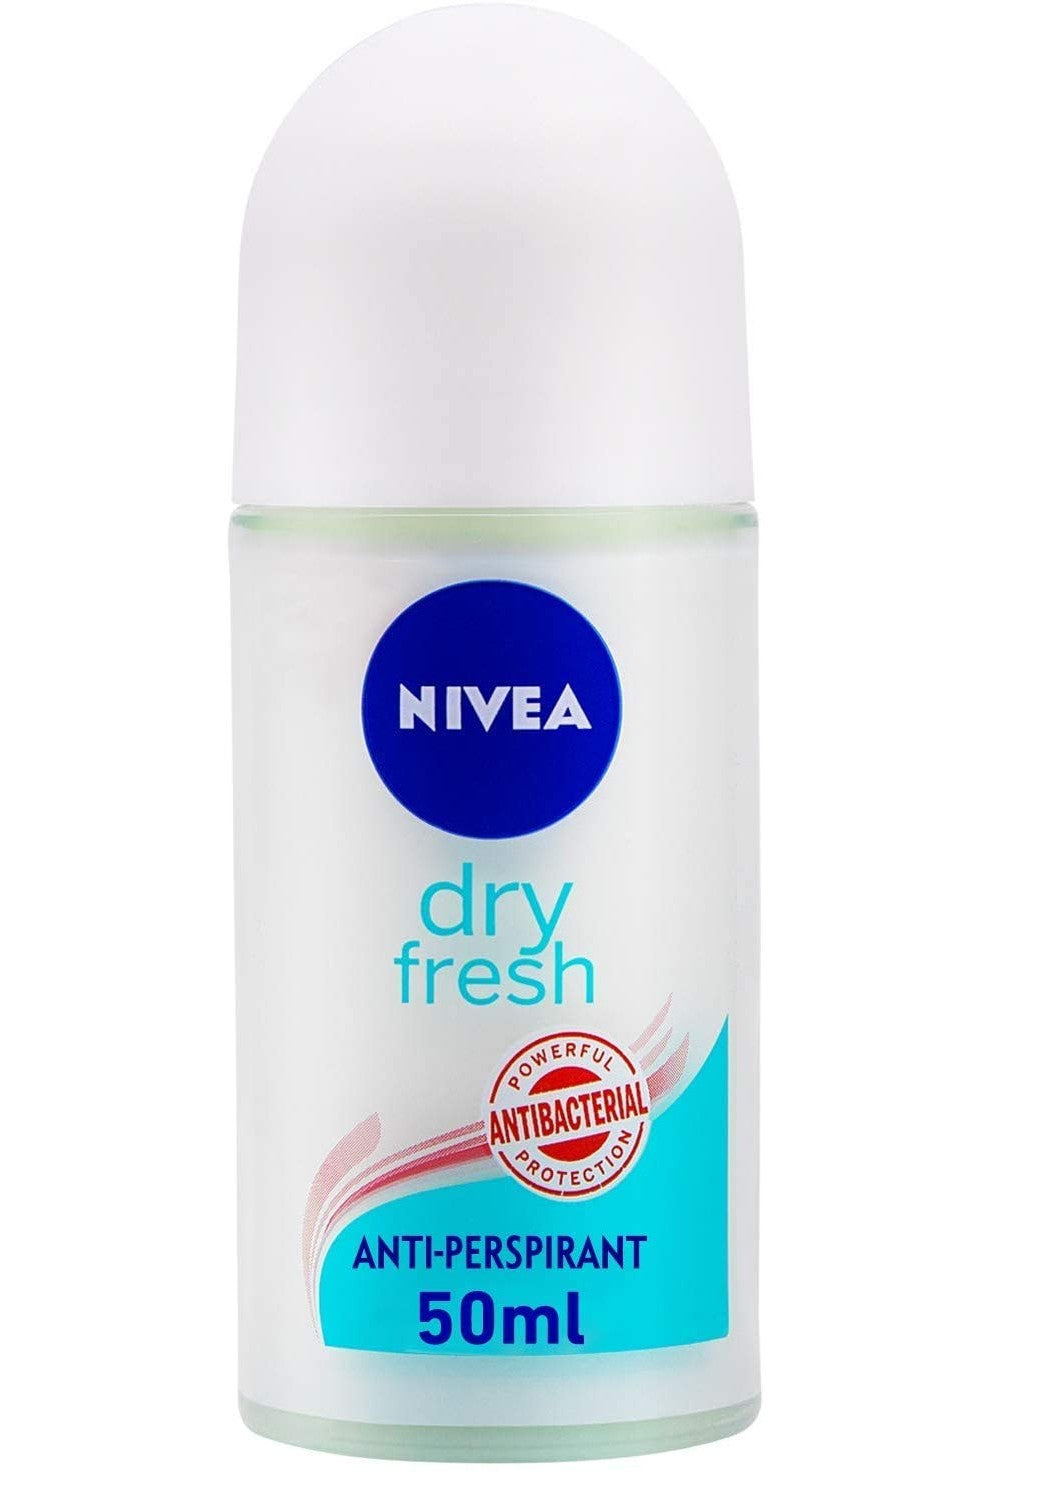 NIVEA
dry
fresh
POWERFUL
ANTIBACTERIAL
PROTECTION
ANTI-PERSPIRANT
50ml